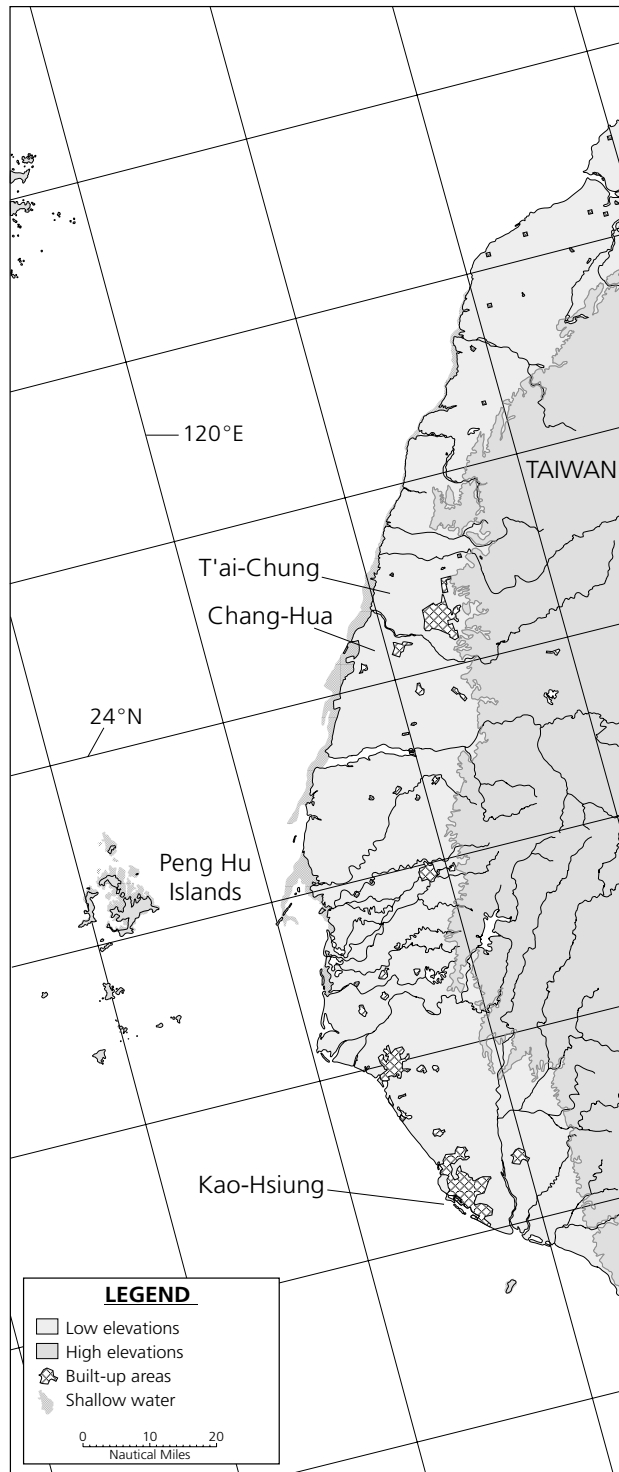 120°E
TAIWAN
T'ai-Chung
Chang-Hua
24°N
Peng Hu
Islands
Kao-Hsiung
LEGEND
Low elevations
High elevations
Built-up areas
Shallow water
0 10 20
Nautical Miles